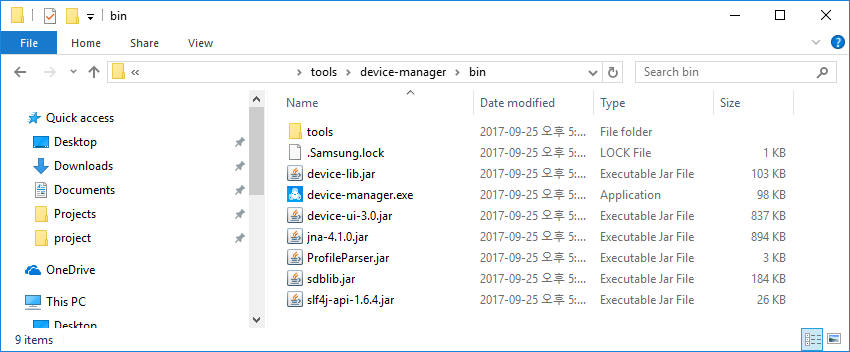 bin
File Home Share View
« tools device-manager bin Search bin
Name Date modified Type Size
Quick access
Desktop
Downloads
Documents
Projects
project
OneDrive
This PC
Desktop
tools 2017-09-25 오후 5:... File folder
.Samsung.lock 2017-09-25 오후 5:... LOCK File 1 KB
device-lib.jar 2017-09-25 오후 5:... Executable Jar File 103 KB
device-manager.exe 2017-09-25 오후 5:... Application 98 KB
device-ui-3.0.jar 2017-09-25 오후 5:... Executable Jar File 837 KB
jna-4.1.0.jar 2017-09-25 오후 5:... Executable Jar File 894 KB
ProfileParser.jar 2017-09-25 오후 5:... Executable Jar File 3 KB
sdblib.jar 2017-09-25 오후 5:... Executable Jar File 184 KB
slf4j-api-1.6.4.jar 2017-09-25 오후 5:... Executable Jar File 26 KB
9 items